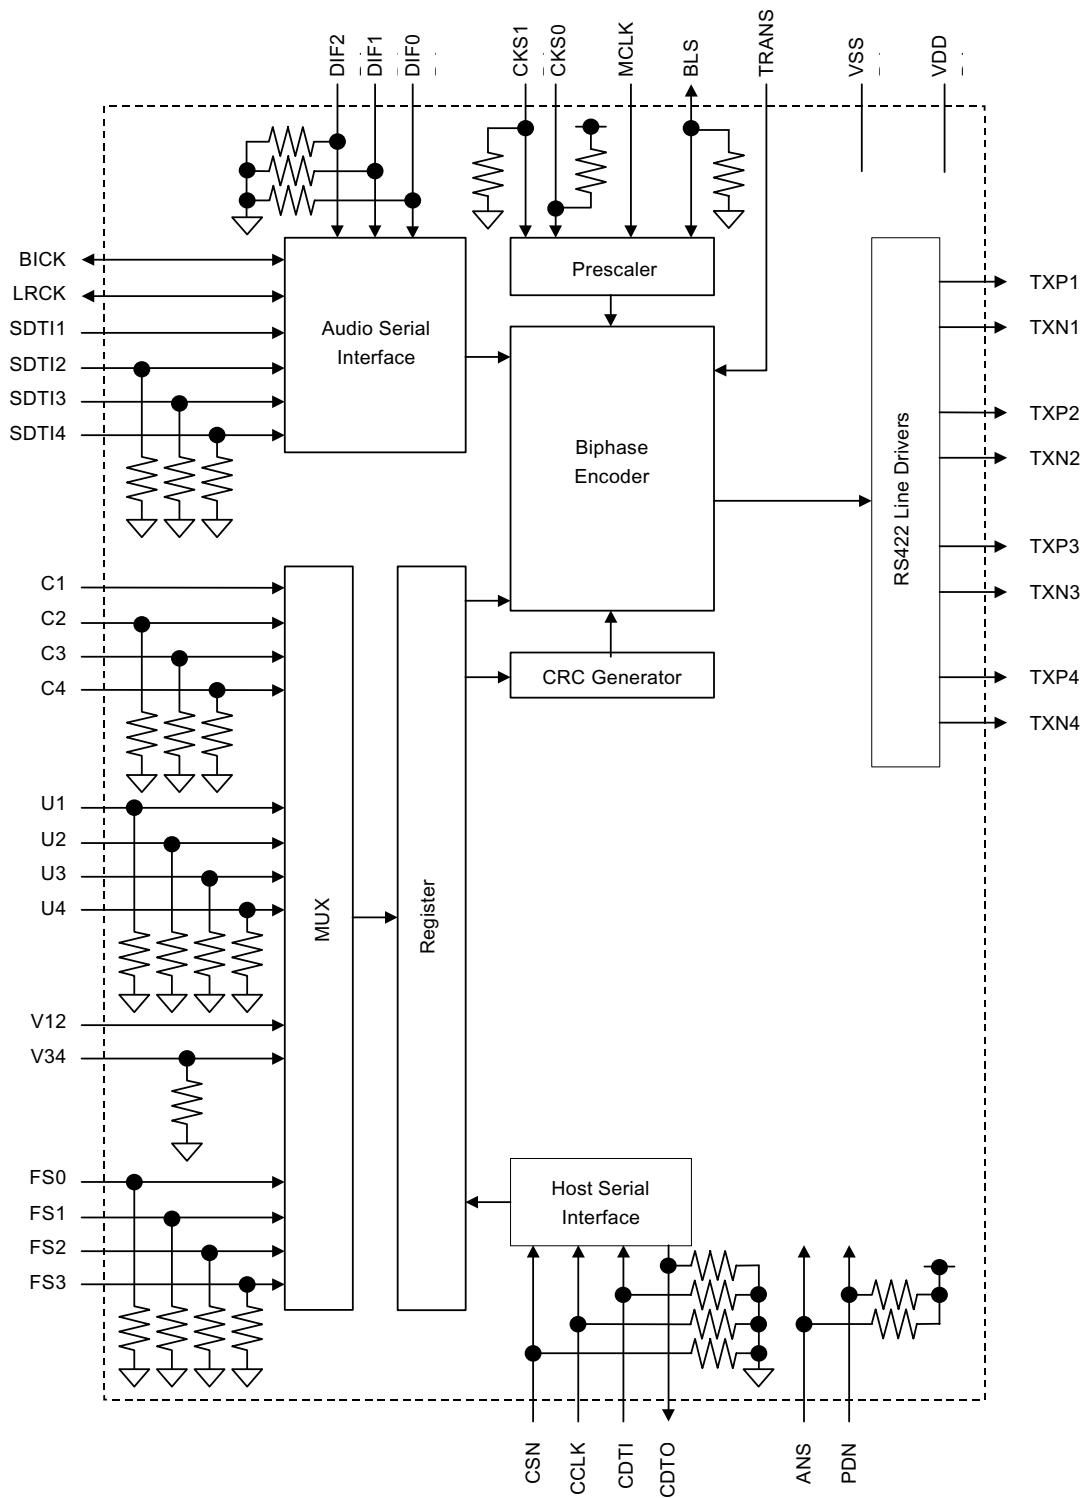 DIF2
DIF1
DIF0
CKS1
CKS0
MCLK
BLS
TRANS
VSS
VDD
BICK
LRCK
SDTI1
SDTI2
SDTI3
SDTI4
Audio Serial
Interface
Prescaler
Biphase
Encoder
RS422 Line Drivers
TXP1
TXN1
TXP2
TXN2
TXP3
TXN3
TXP4
TXN4
C1
C2
C3
C4
CRC Generator
U1
U2
U3
U4
MUX
Register
V12
V34
FS0
FS1
FS2
FS3
Host Serial
Interface
CSN
CCLK
CDTI
CDTO
ANS
PDN